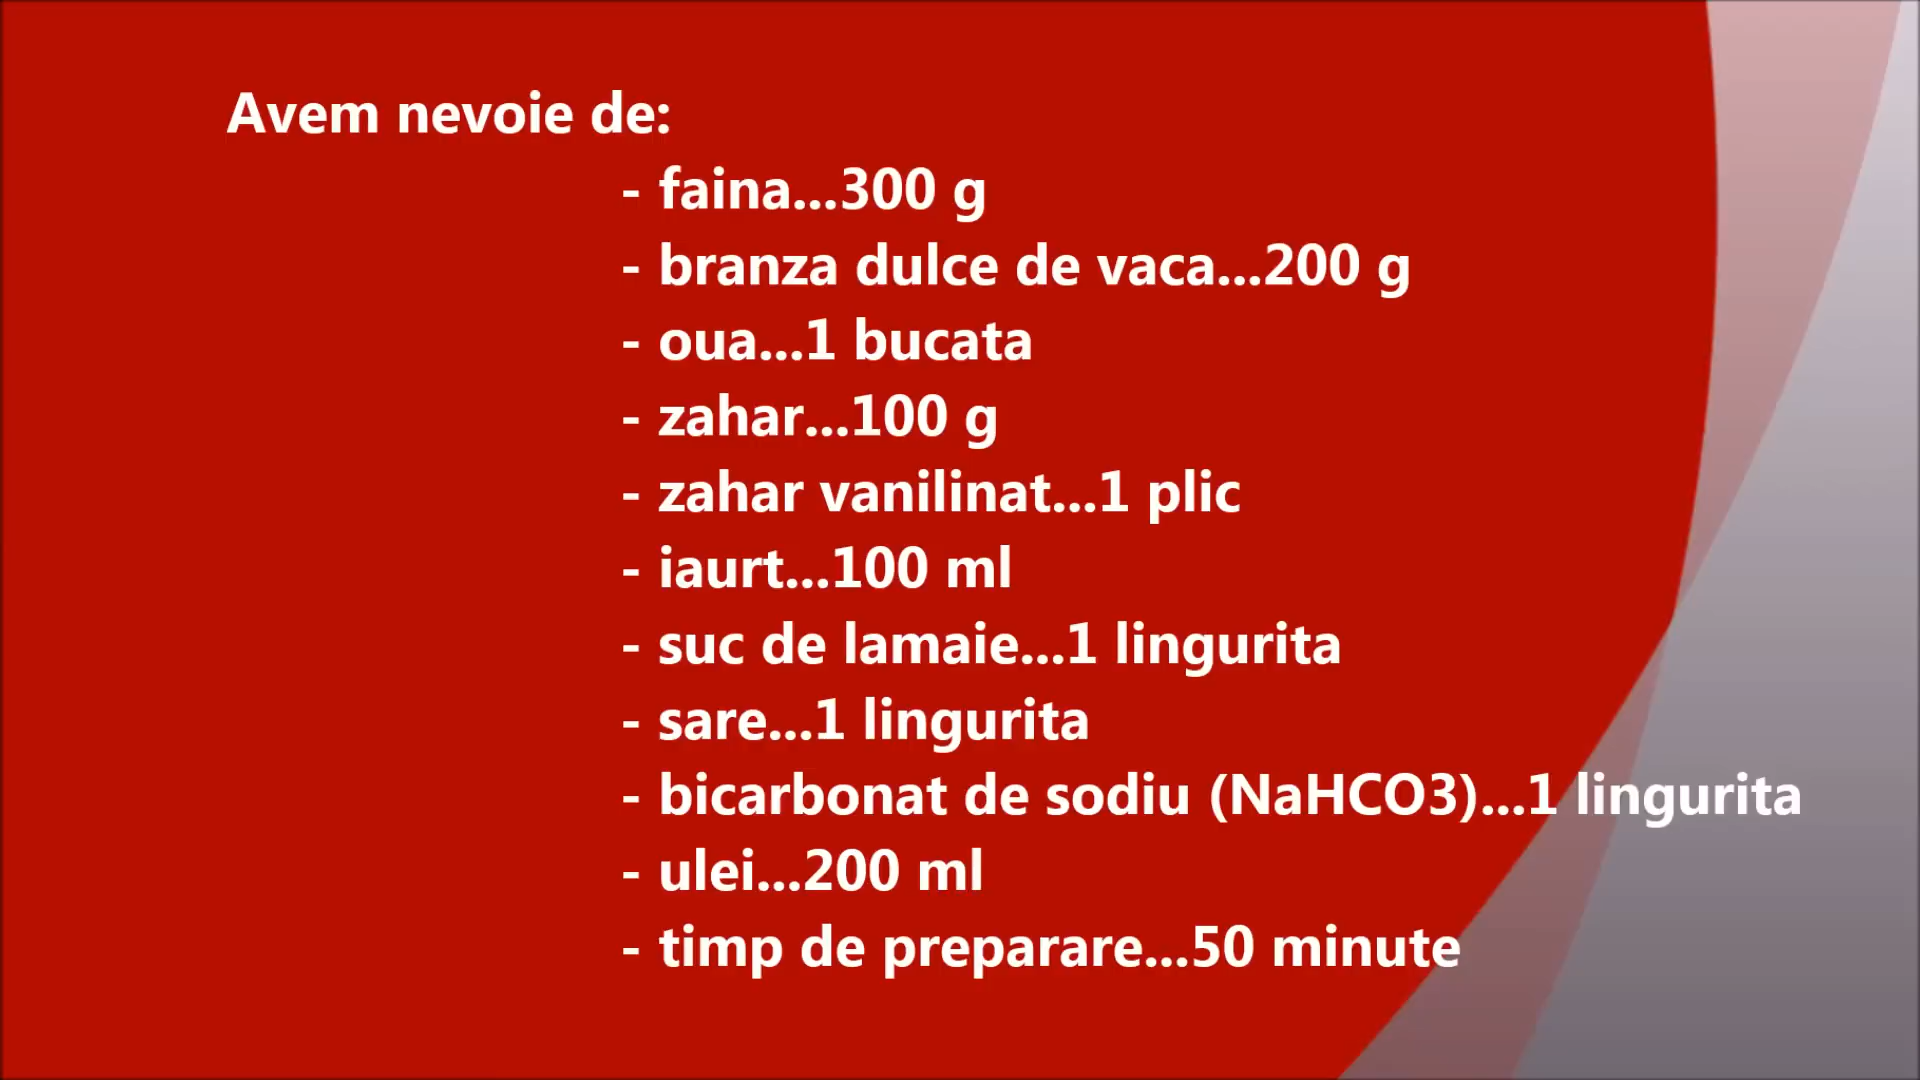 Avem nevoie de:
- faina...300 g
- branza dulce de vaca...200 g
- oua...1 bucata
- zahar...100 g
- zahar vanilinat...1 plic
- iaurt...100 ml
- suc de lamaie...1 lingurita
- sare...1 lingurita
- bicarbonat de sodiu (NaHCO3)...1 lingurita
- ulei...200 ml
- timp de preparare...50 minute